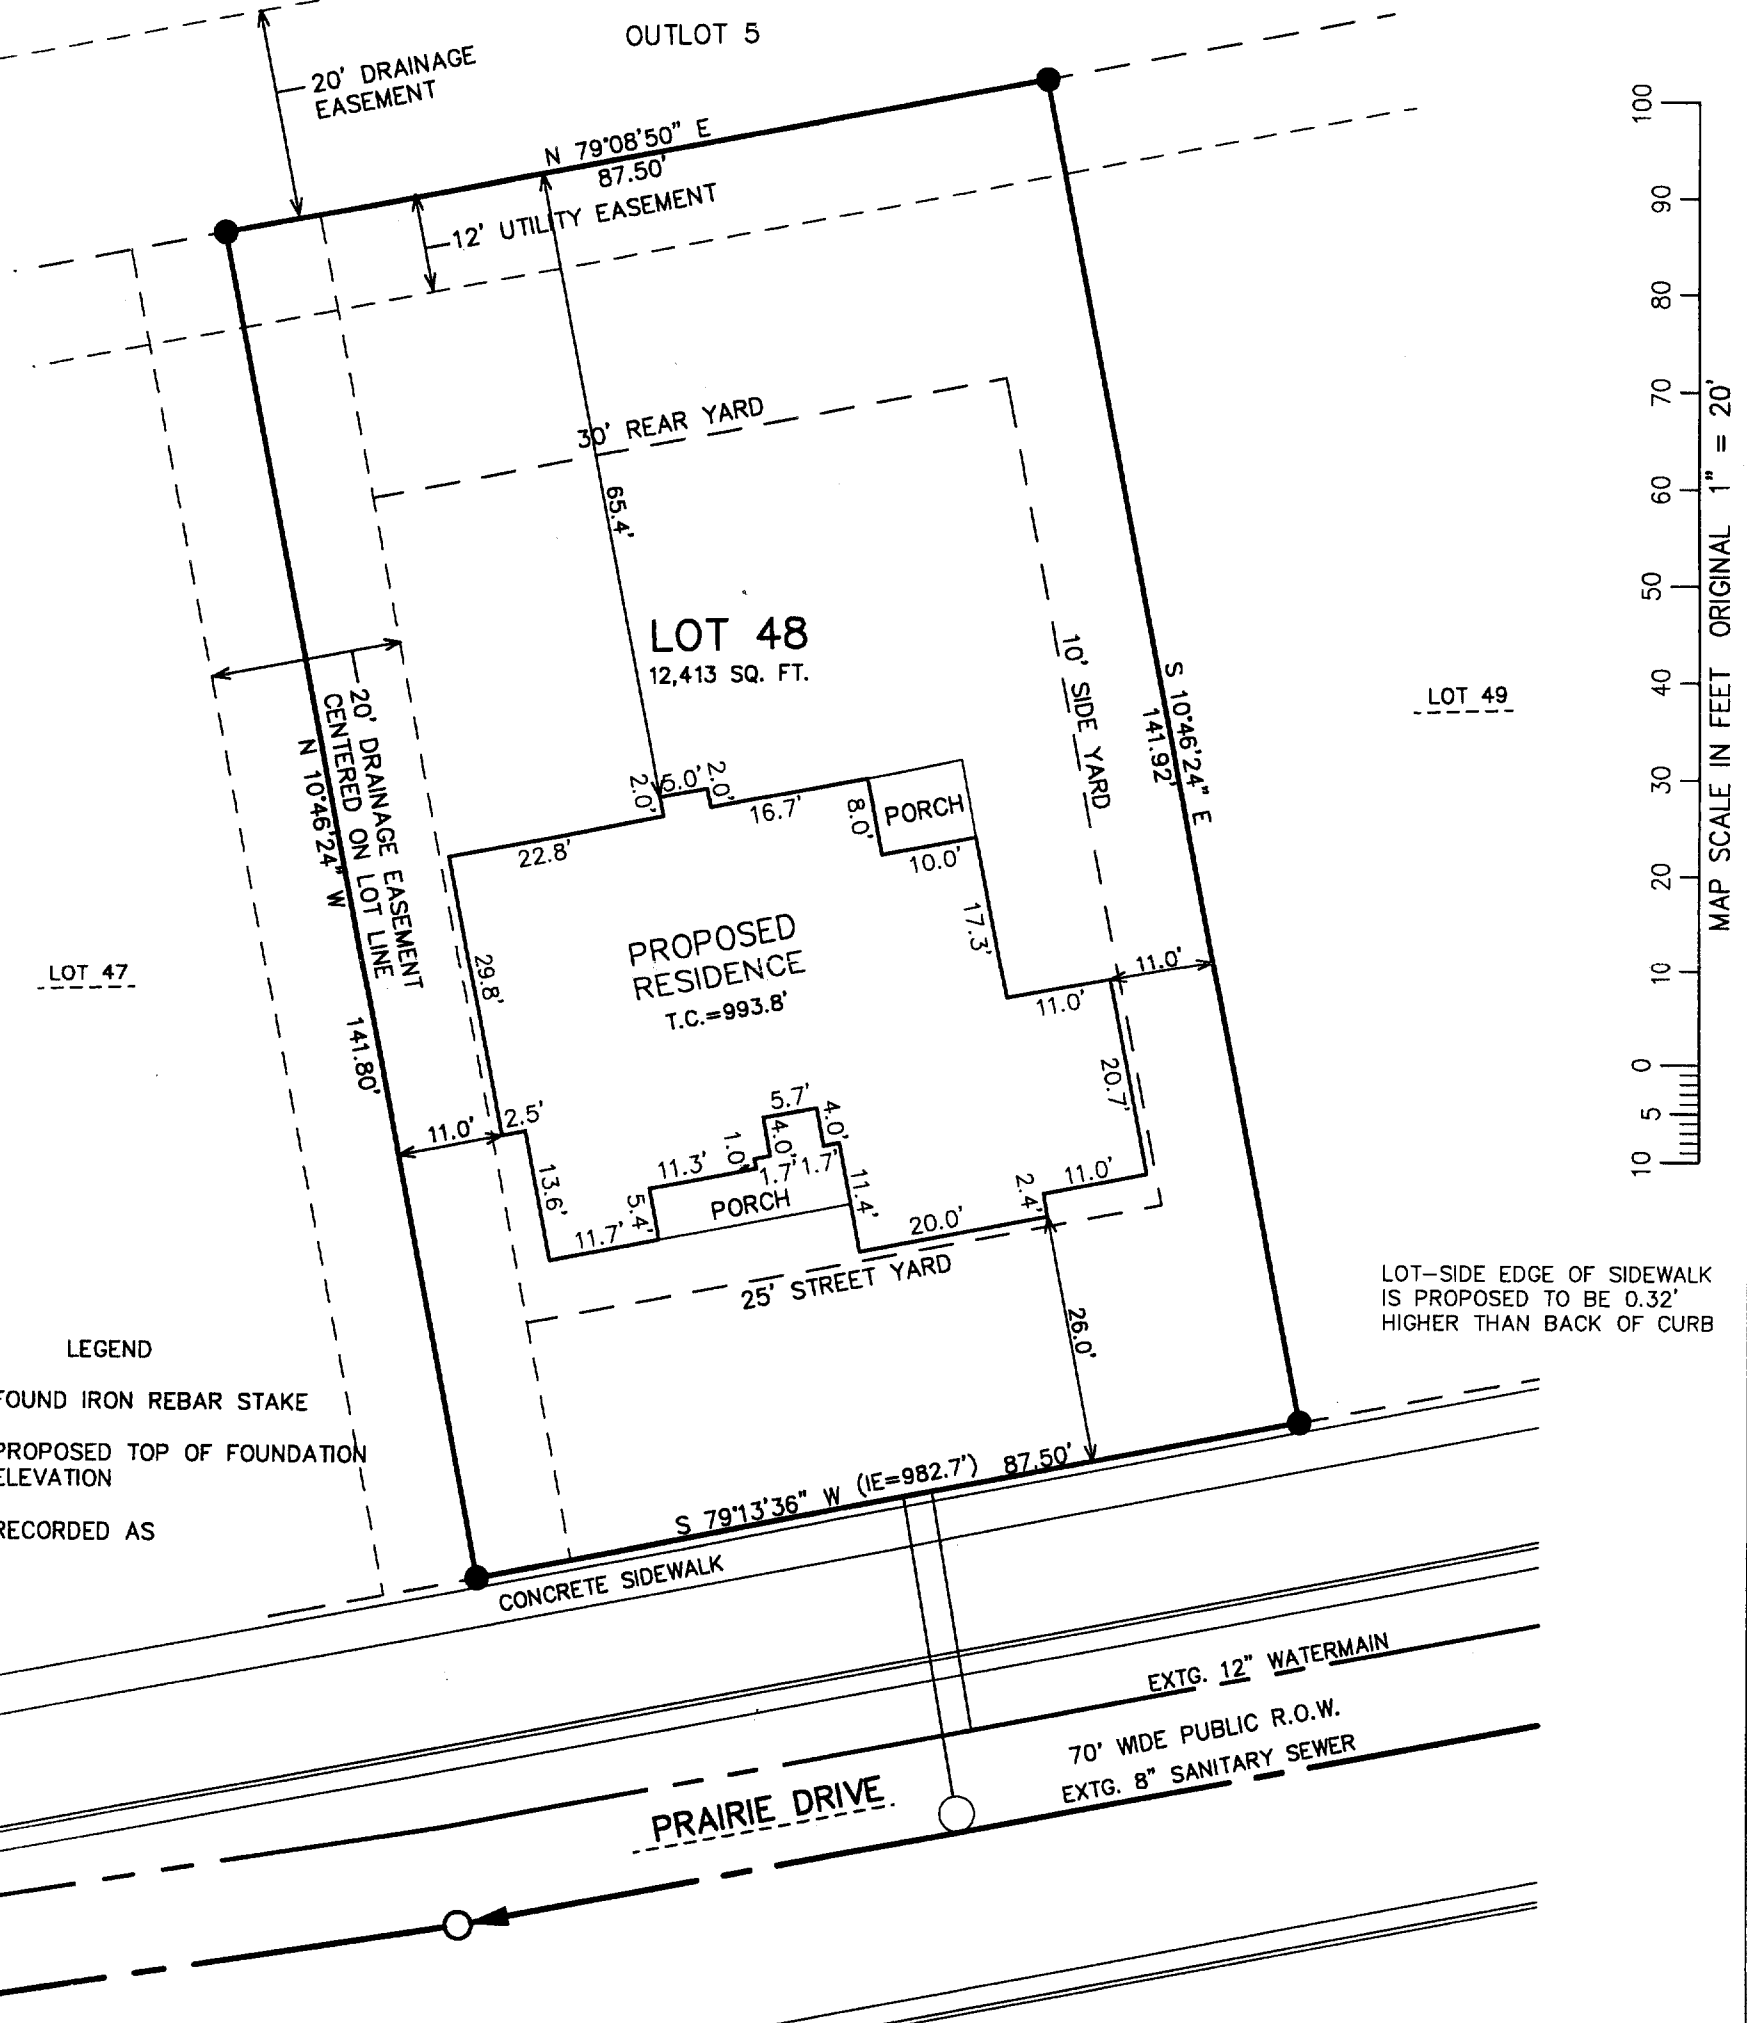 OUTLOT 5
20' DRAINAGE
EASEMENT
N 79°08'50" E
87.50'
12' UTILITY EASEMENT
30' REAR YARD
65.4'
LOT 48
12,413 SQ. FT.
10' SIDE YARD
S 10°46'24" E
141.92'
LOT 49
20' DRAINAGE EASEMENT
CENTERED ON LOT LINE
N 10°46'24" W
141.80'
LOT 47
2.0'
5.0'
2.0'
16.7'
8.0'
PORCH
10.0'
22.8'
17.3'
29.8'
PROPOSED
RESIDENCE
T.C.=993.8'
11.0'
11.0'
20.7'
11.0'
2.5'
13.6'
11.7'
5.4'
11.3'
1.0'
1.7'
4.0'
5.7'
4.0'
1.7'
11.4'
PORCH
20.0'
2.4'
11.0'
25' STREET YARD
26.0'
LOT-SIDE EDGE OF SIDEWALK
IS PROPOSED TO BE 0.32'
HIGHER THAN BACK OF CURB
LEGEND
FOUND IRON REBAR STAKE
PROPOSED TOP OF FOUNDATION
ELEVATION
RECORDED AS
S 79°13'36" W (IE=982.7') 87.50'
CONCRETE SIDEWALK
EXTG. 12" WATERMAIN
70' WIDE PUBLIC R.O.W.
EXTG. 8" SANITARY SEWER
PRAIRIE DRIVE
100
90
80
70
60
50
40
30
20
10
0
5
10
MAP SCALE IN FEET ORIGINAL 1" = 20'